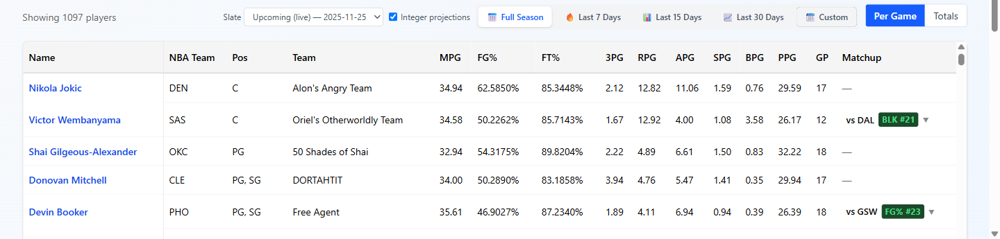 Showing 1097 players Slate Upcoming (live) — 2025-11-25 Integer projections Full Season Last 7 Days Last 15 Days Last 30 Days Custom Per Game Totals
Name NBA Team Pos Team MPG FG% FT% 3PG RPG APG SPG BPG PPG GP Matchup
Nikola Jokic DEN C Alon's Angry Team 34.94 62.5850% 85.3448% 2.12 12.82 11.06 1.59 0.76 29.59 17 —
Victor Wembanyama SAS C Oriel's Otherworldly Team 34.58 50.2262% 85.7143% 1.67 12.92 4.00 1.08 3.58 26.17 12 vs DAL BLK #21 ▼
Shai Gilgeous-Alexander OKC PG 50 Shades of Shai 32.94 54.3175% 89.8204% 2.22 4.89 6.61 1.50 0.83 32.22 18 —
Donovan Mitchell CLE PG, SG DORTAHTIT 34.00 50.2890% 83.1858% 3.94 4.76 5.47 1.41 0.35 29.94 17 —
Devin Booker PHO PG, SG Free Agent 35.61 46.9027% 87.2340% 1.89 4.11 6.94 0.94 0.39 26.39 18 vs GSW FG% #23 ▼